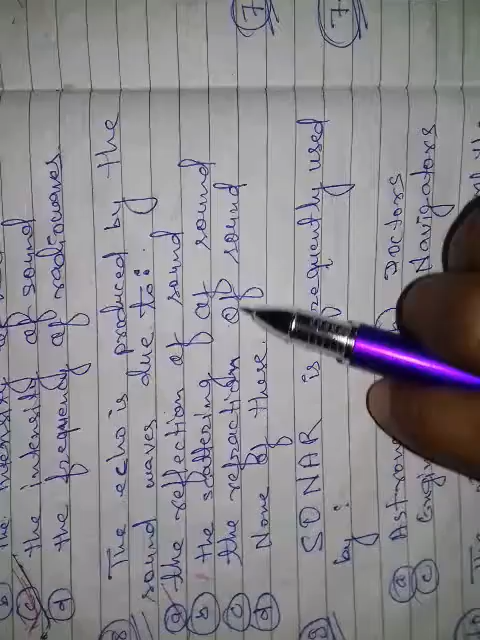 the intensity of sound
the frequency of radiowaves
The echo is produced by the
sound waves due to:
the reflection of sound
the scattering of sound
the refraction of sound
None of these.
SONAR is frequently used
by:
Doctors
Navigators